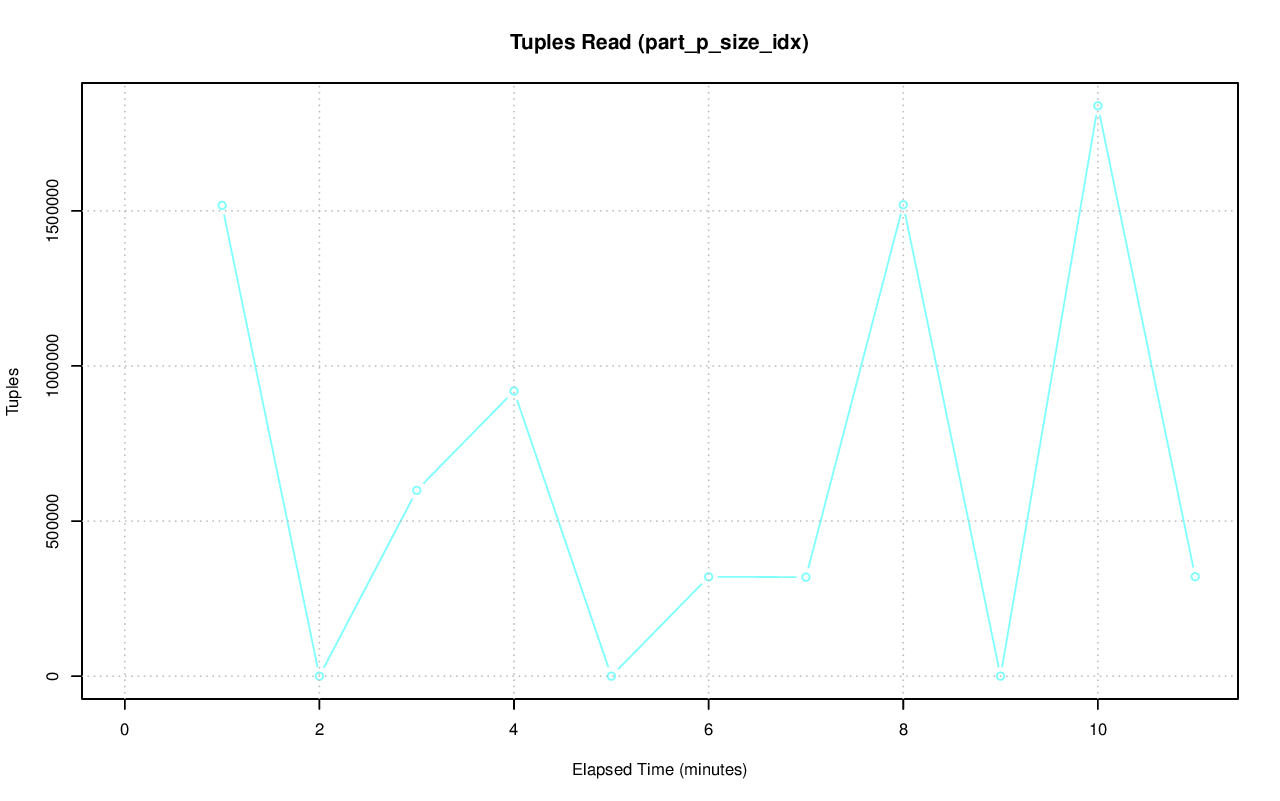 Tuples Read (part_p_size_idx)
1500000
1000000
500000
0
Tuples
0 2 4 6 8 10
Elapsed Time (minutes)